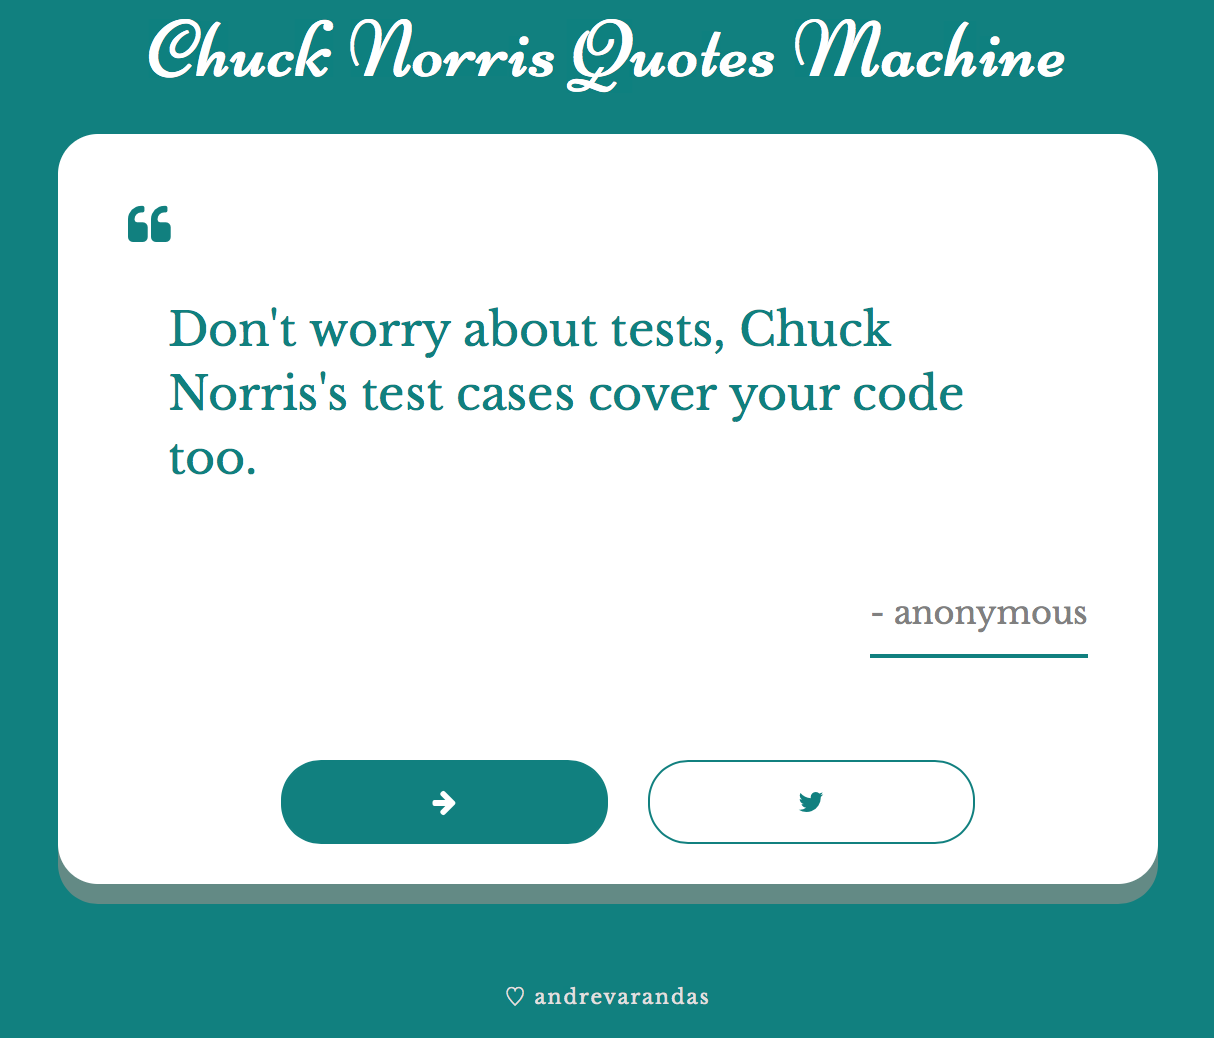 Chuck Norris Quotes Machine
Don't worry about tests, Chuck
Norris's test cases cover your code
too.
- anonymous
♡ andrevarandas